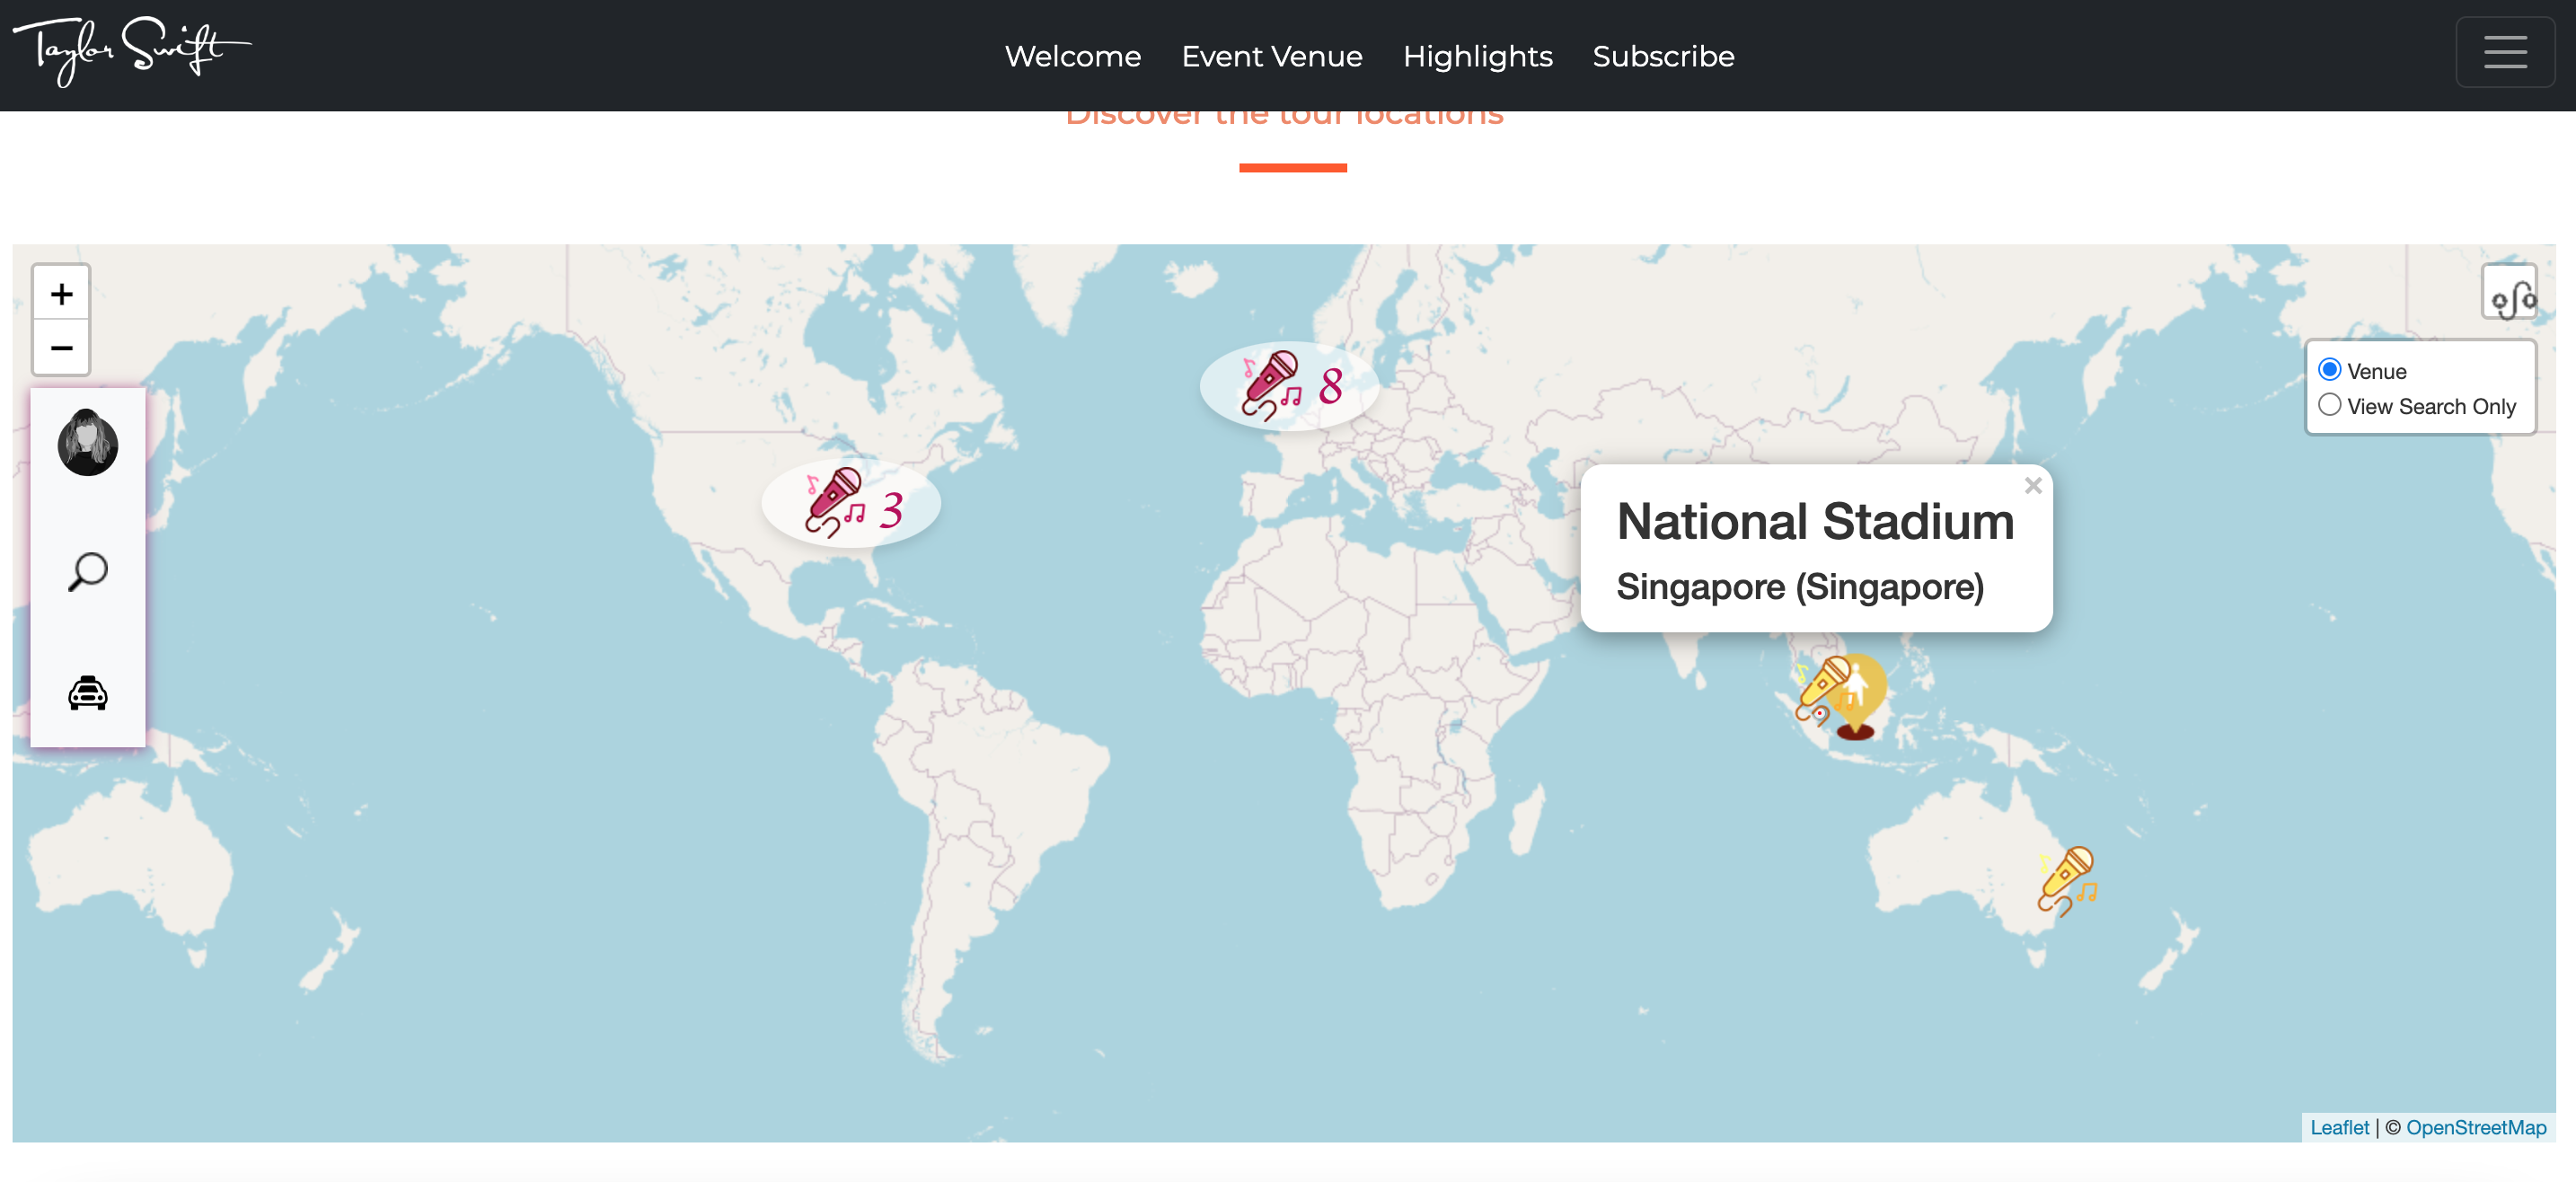 Taylor Swift
Welcome Event Venue Highlights Subscribe
Discover the tour locations
+
−
8
3
Venue
View Search Only
×
National Stadium
Singapore (Singapore)
Leaflet | © OpenStreetMap